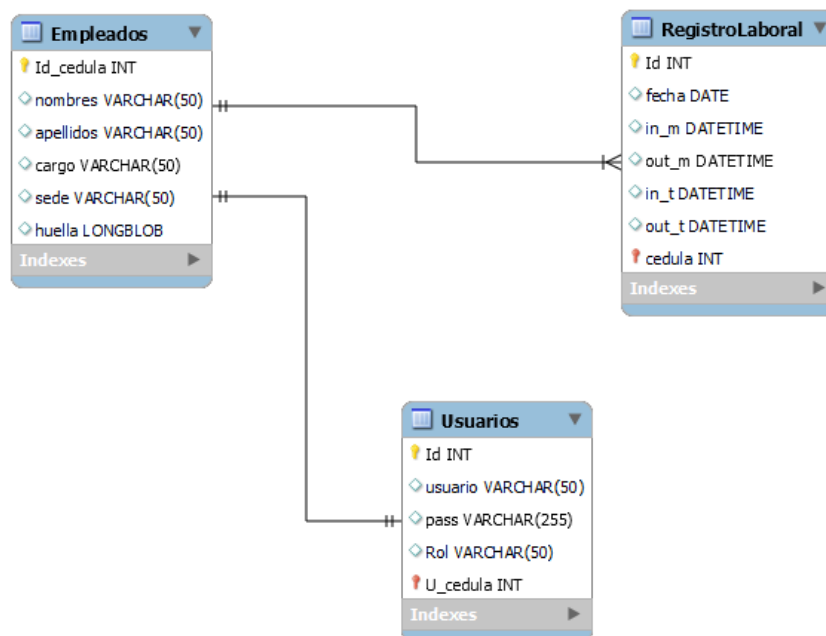 Empleados
Id_cedula INT
nombres VARCHAR(50)
apellidos VARCHAR(50)
cargo VARCHAR(50)
sede VARCHAR(50)
huella LONGBLOB
Indexes
RegistroLaboral
Id INT
fecha DATE
in_m DATETIME
out_m DATETIME
in_t DATETIME
out_t DATETIME
cedula INT
Indexes
Usuarios
Id INT
usuario VARCHAR(50)
pass VARCHAR(255)
Rol VARCHAR(50)
U_cedula INT
Indexes